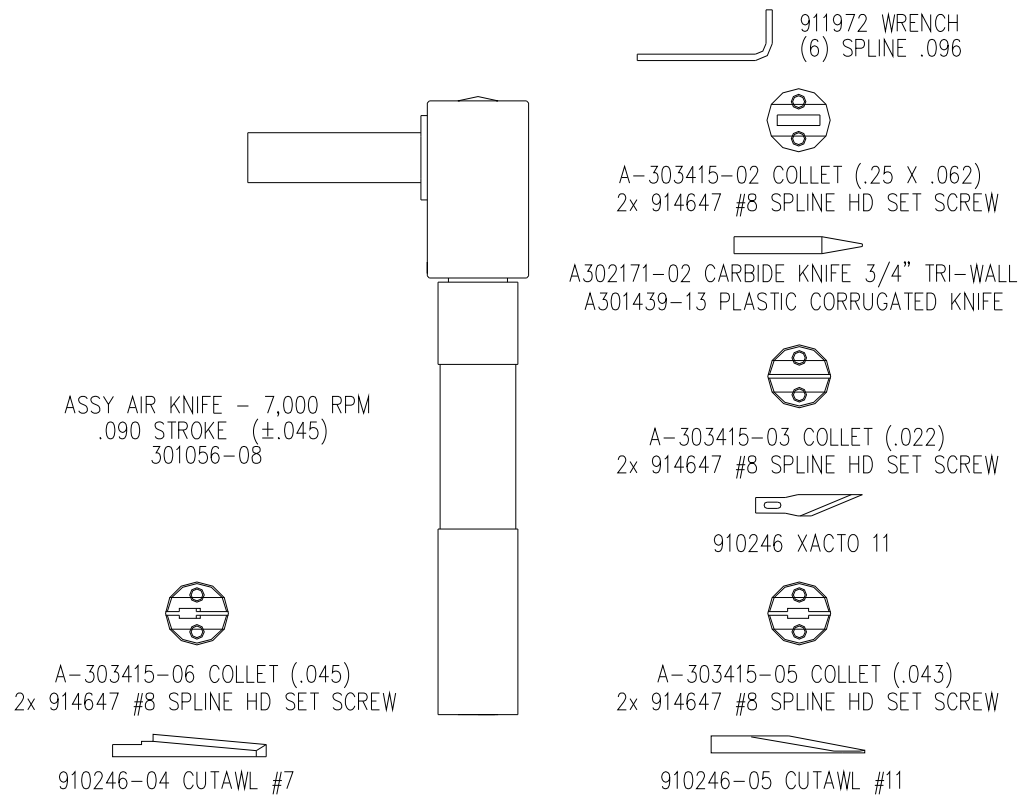 911972 WRENCH
(6) SPLINE .096
A-303415-02 COLLET (.25 X .062)
2x 914647 #8 SPLINE HD SET SCREW
A302171-02 CARBIDE KNIFE 3/4" TRI-WALL
A301439-13 PLASTIC CORRUGATED KNIFE
ASSY AIR KNIFE - 7,000 RPM
.090 STROKE (±.045)
301056-08
A-303415-03 COLLET (.022)
2x 914647 #8 SPLINE HD SET SCREW
910246 XACTO 11
A-303415-06 COLLET (.045)
2x 914647 #8 SPLINE HD SET SCREW
910246-04 CUTAWL #7
A-303415-05 COLLET (.043)
2x 914647 #8 SPLINE HD SET SCREW
910246-05 CUTAWL #11